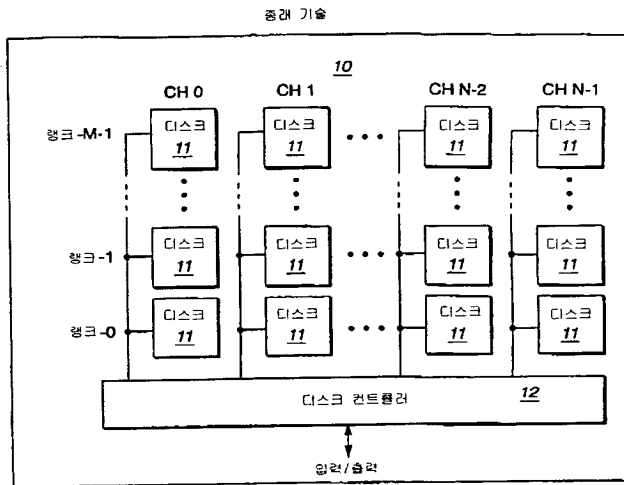 종래 기술
10
CH 0 CH 1 CH N-2 CH N-1
랭크-M-1 디스크 디스크 디스크 디스크
11 11 11 11
랭크-1 디스크 디스크 디스크 디스크
11 11 11 11
랭크-0 디스크 디스크 디스크 디스크
11 11 11 11
디스크 컨트롤러 12
입력/출력